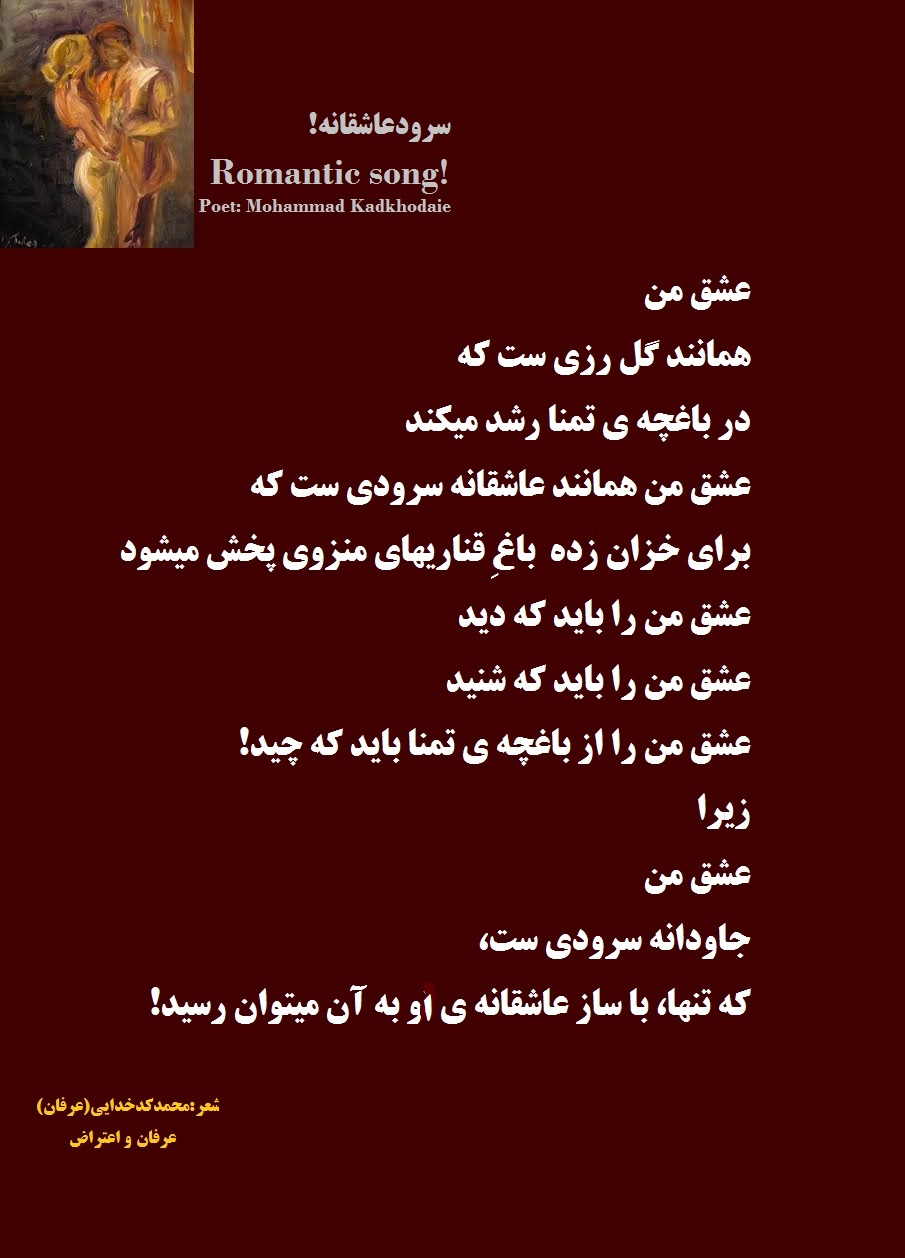 سرودعاشقانه!
Romantic song!
Poet: Mohammad Kadkhodaie
عشق من
همانند گل رزی ست که
در باغچه ی تمنا رشد میکند
عشق من همانند عاشقانه سرودی ست که
برای خزان زده باغِ قناریهای منزوی پخش میشود
عشق من را باید که دید
عشق من را باید که شنید
عشق من را از باغچه ی تمنا باید که چید!
زیرا
عشق من
جاودانه سرودی ست،
که تنها، با ساز عاشقانه ی او به آن میتوان رسید!
شعر:محمدکدخدایی(عرفان)
عرفان و اعتراض